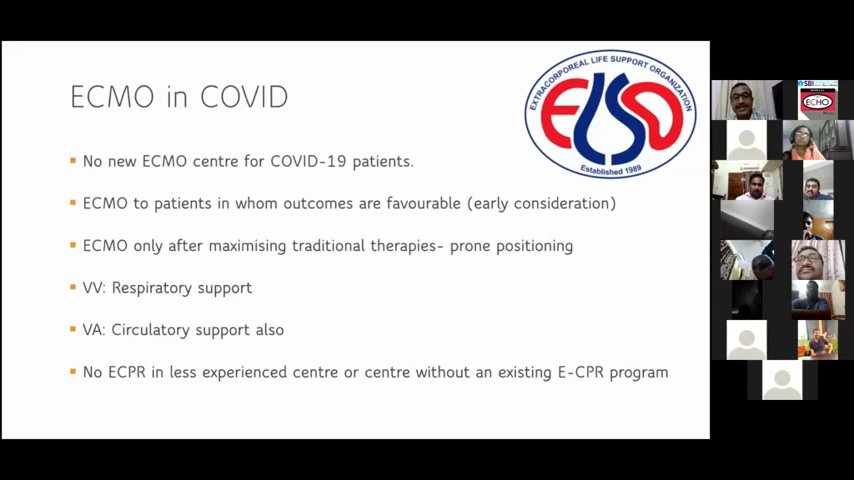 ECMO in COVID
EXTRACORPOREAL LIFE SUPPORT ORGANIZATION
ELSO
Established 1989
▪ No new ECMO centre for COVID-19 patients.
▪ ECMO to patients in whom outcomes are favourable (early consideration)
▪ ECMO only after maximising traditional therapies- prone positioning
▪ VV: Respiratory support
▪ VA: Circulatory support also
▪ No ECPR in less experienced centre or centre without an existing E-CPR program
SBI
ECHO